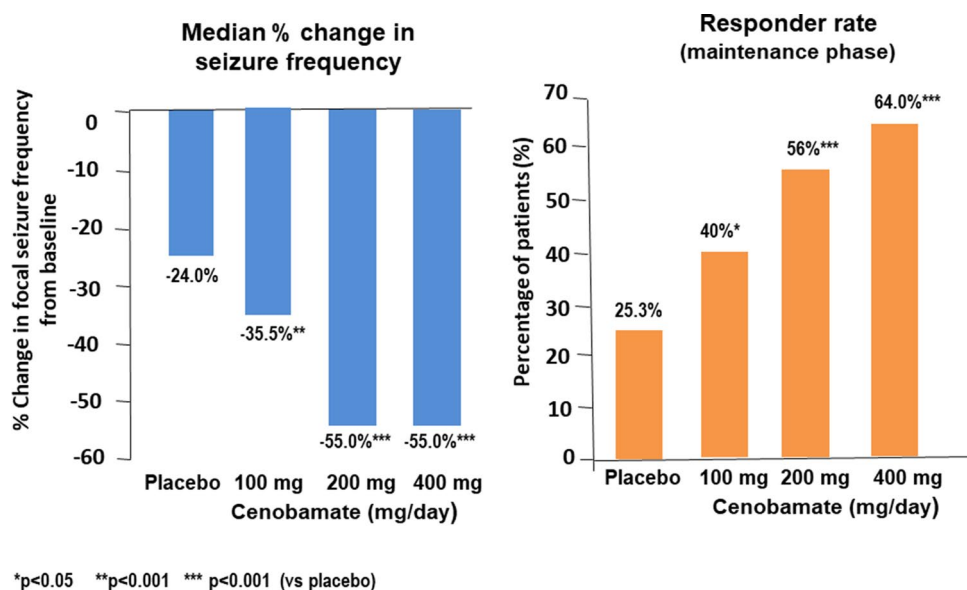 Median % change in
seizure frequency
% Change in focal seizure frequency
from baseline
0
-10
-20
-30
-40
-50
-60
-24.0%
-35.5%**
-55.0%***
-55.0%***
Placebo 100 mg 200 mg 400 mg
Cenobamate (mg/day)
Responder rate
(maintenance phase)
Percentage of patients (%)
70
60
50
40
30
20
10
0
25.3%
40%*
56%***
64.0%***
Placebo 100 mg 200 mg 400 mg
Cenobamate (mg/day)
*p<0.05 **p<0.001 *** p<0.001 (vs placebo)